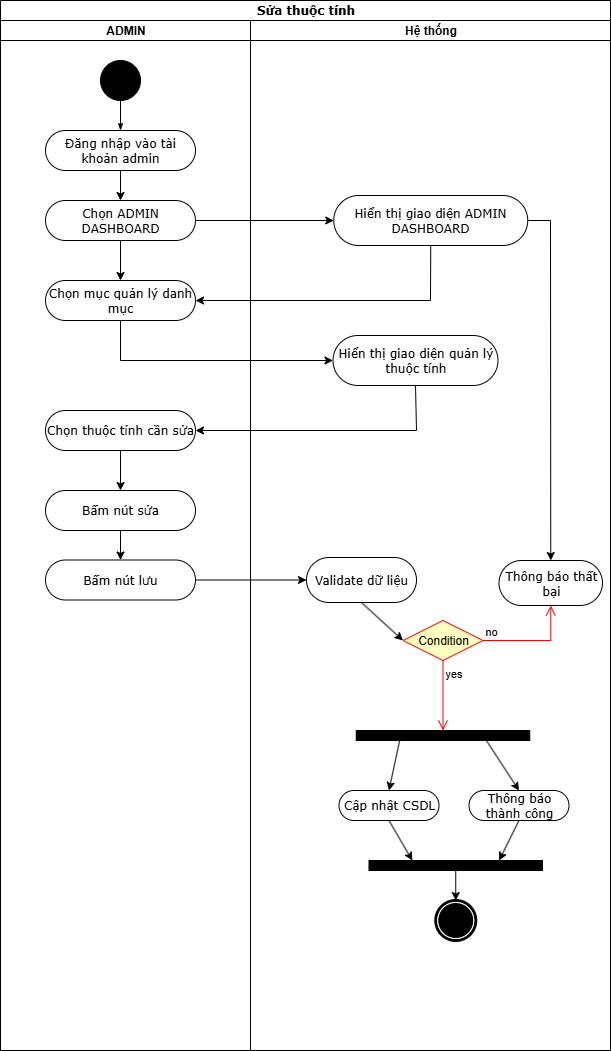 Sửa thuộc tính
ADMIN
Hệ thống
Đăng nhập vào tài
khoản admin
Chọn ADMIN
DASHBOARD
Hiển thị giao diện ADMIN
DASHBOARD
Chọn mục quản lý danh
mục
Hiển thị giao diện quản lý
thuộc tính
Chọn thuộc tính cần sửa
Bấm nút sửa
Bấm nút lưu
Validate dữ liệu
Thông báo thất
bại
Condition
no
yes
Cập nhật CSDL
Thông báo
thành công